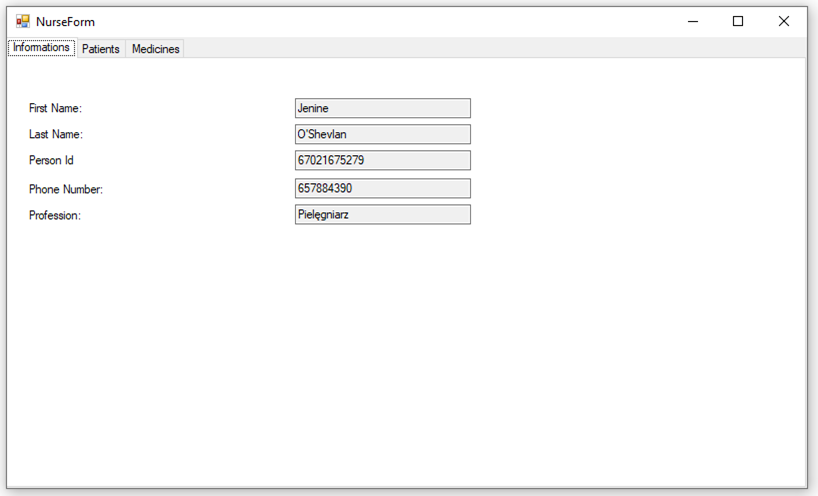 NurseForm
Informations Patients Medicines
First Name: Jenine
Last Name: O'Shevlan
Person Id 67021675279
Phone Number: 657884390
Profession: Pielęgniarz